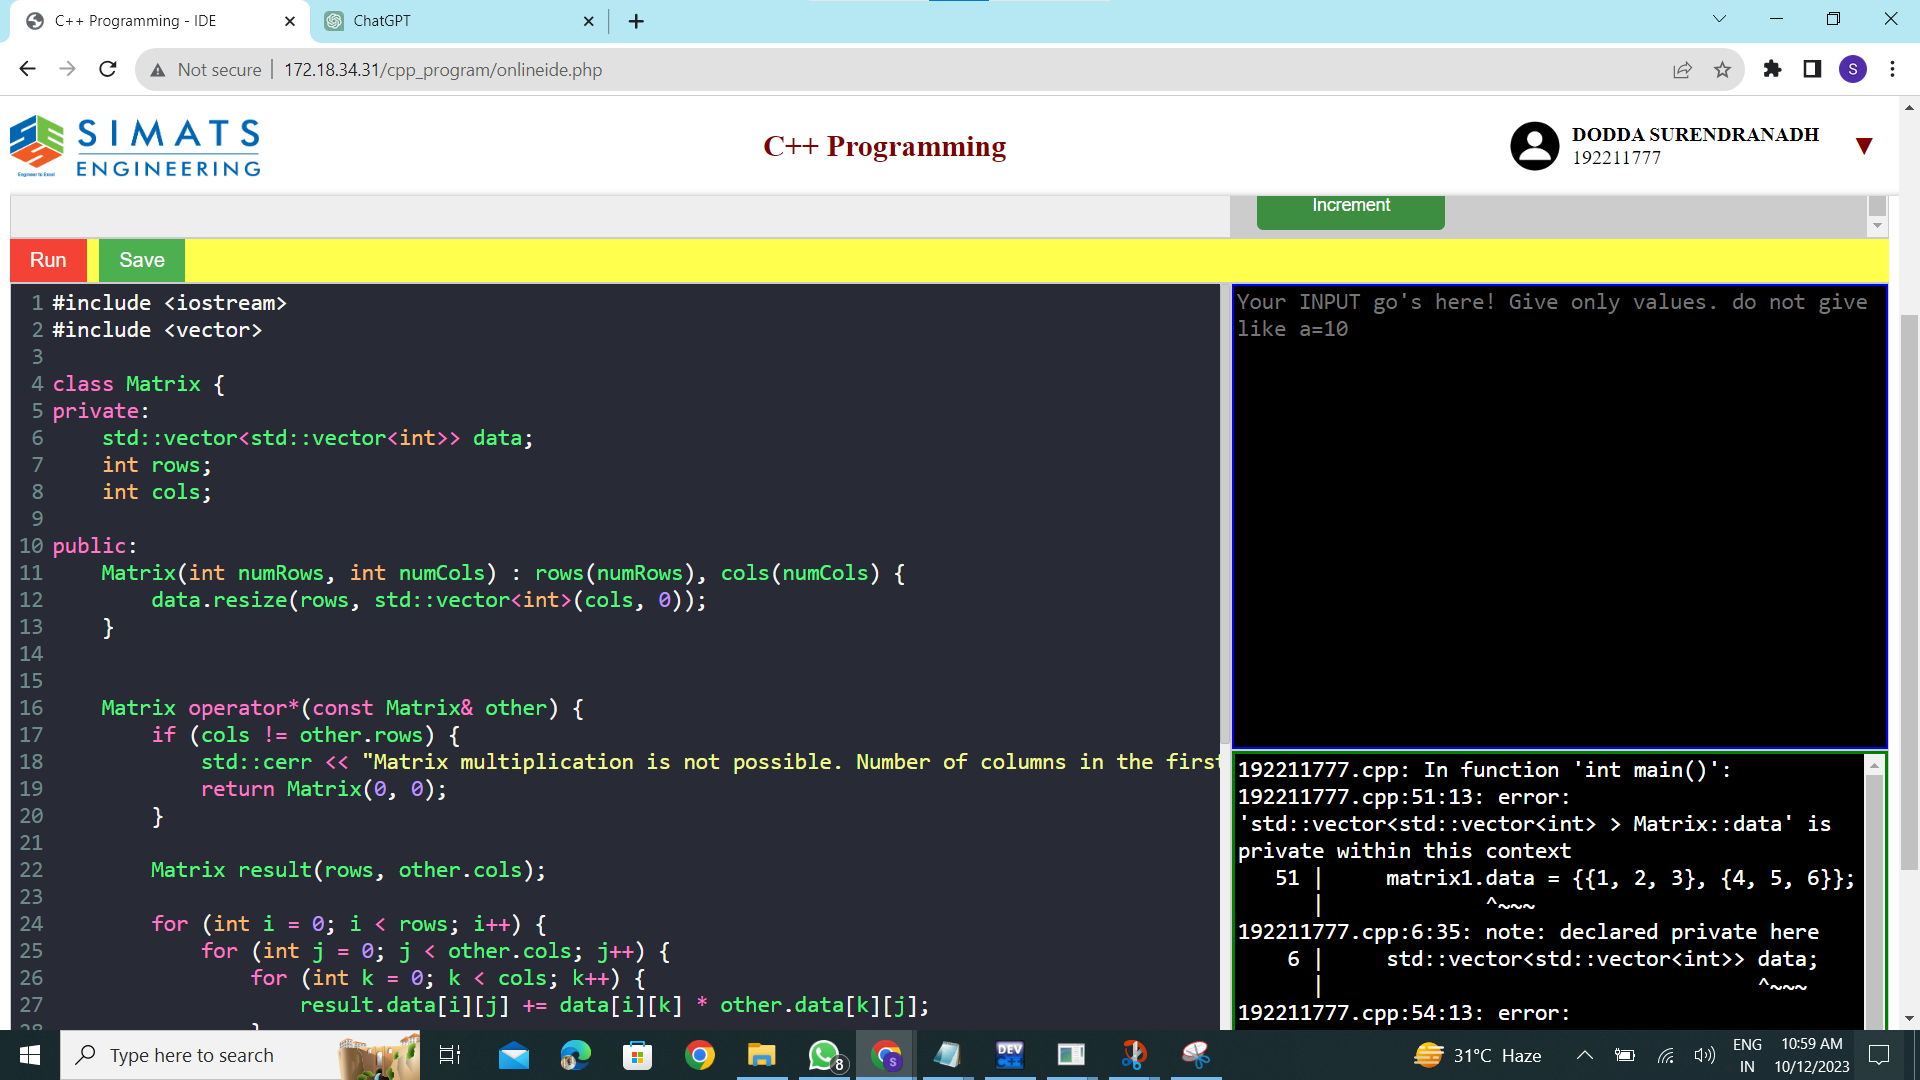 C++ Programming - IDE
ChatGPT
Not secure
172.18.34.31/cpp_program/onlineide.php
S
SIMATS
ENGINEERING
Engineer to Excel
C++ Programming
DODDA SURENDRANADH
192211777
Increment
Run
Save
1 #include <iostream>
2 #include <vector>
3
4 class Matrix {
5 private:
6     std::vector<std::vector<int>> data;
7     int rows;
8     int cols;
9
10 public:
11     Matrix(int numRows, int numCols) : rows(numRows), cols(numCols) {
12         data.resize(rows, std::vector<int>(cols, 0));
13     }
14
15
16     Matrix operator*(const Matrix& other) {
17         if (cols != other.rows) {
18             std::cerr << "Matrix multiplication is not possible. Number of columns in the first
19             return Matrix(0, 0);
20         }
21
22         Matrix result(rows, other.cols);
23
24         for (int i = 0; i < rows; i++) {
25             for (int j = 0; j < other.cols; j++) {
26                 for (int k = 0; k < cols; k++) {
27                     result.data[i][j] += data[i][k] * other.data[k][j];
28                 }
Your INPUT go's here! Give only values. do not give
like a=10
192211777.cpp: In function 'int main()':
192211777.cpp:51:13: error:
'std::vector<std::vector<int> > Matrix::data' is
private within this context
   51 |     matrix1.data = {{1, 2, 3}, {4, 5, 6}};
      |             ^~~~
192211777.cpp:6:35: note: declared private here
    6 |     std::vector<std::vector<int>> data;
      |                                   ^~~~
192211777.cpp:54:13: error:
Type here to search
8
S
DEV
C++
31°C Haze
ENG
IN
10:59 AM
10/12/2023